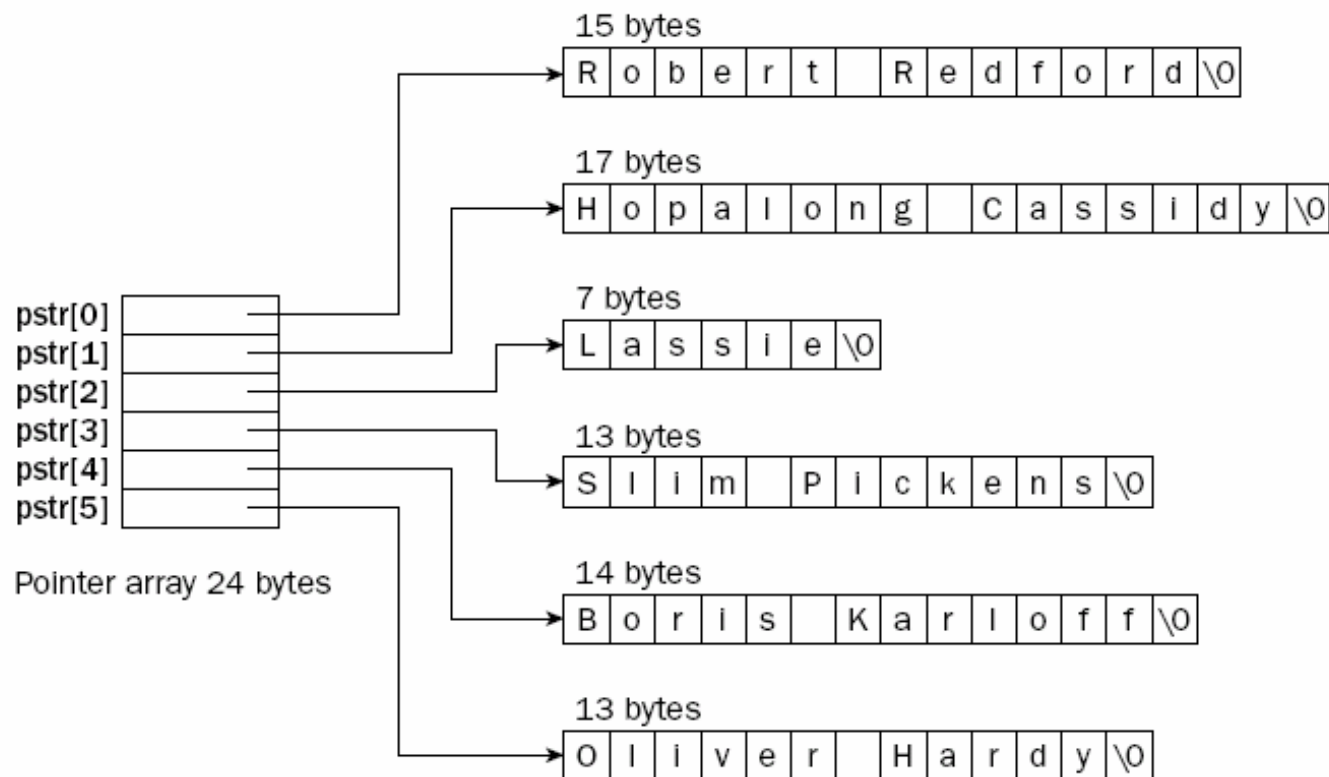 15 bytes
R o b e r t R e d f o r d \0
17 bytes
H o p a l o n g C a s s i d y \0
7 bytes
L a s s i e \0
13 bytes
S l i m P i c k e n s \0
14 bytes
B o r i s K a r l o f f \0
13 bytes
O l i v e r H a r d y \0
pstr[0]
pstr[1]
pstr[2]
pstr[3]
pstr[4]
pstr[5]
Pointer array 24 bytes